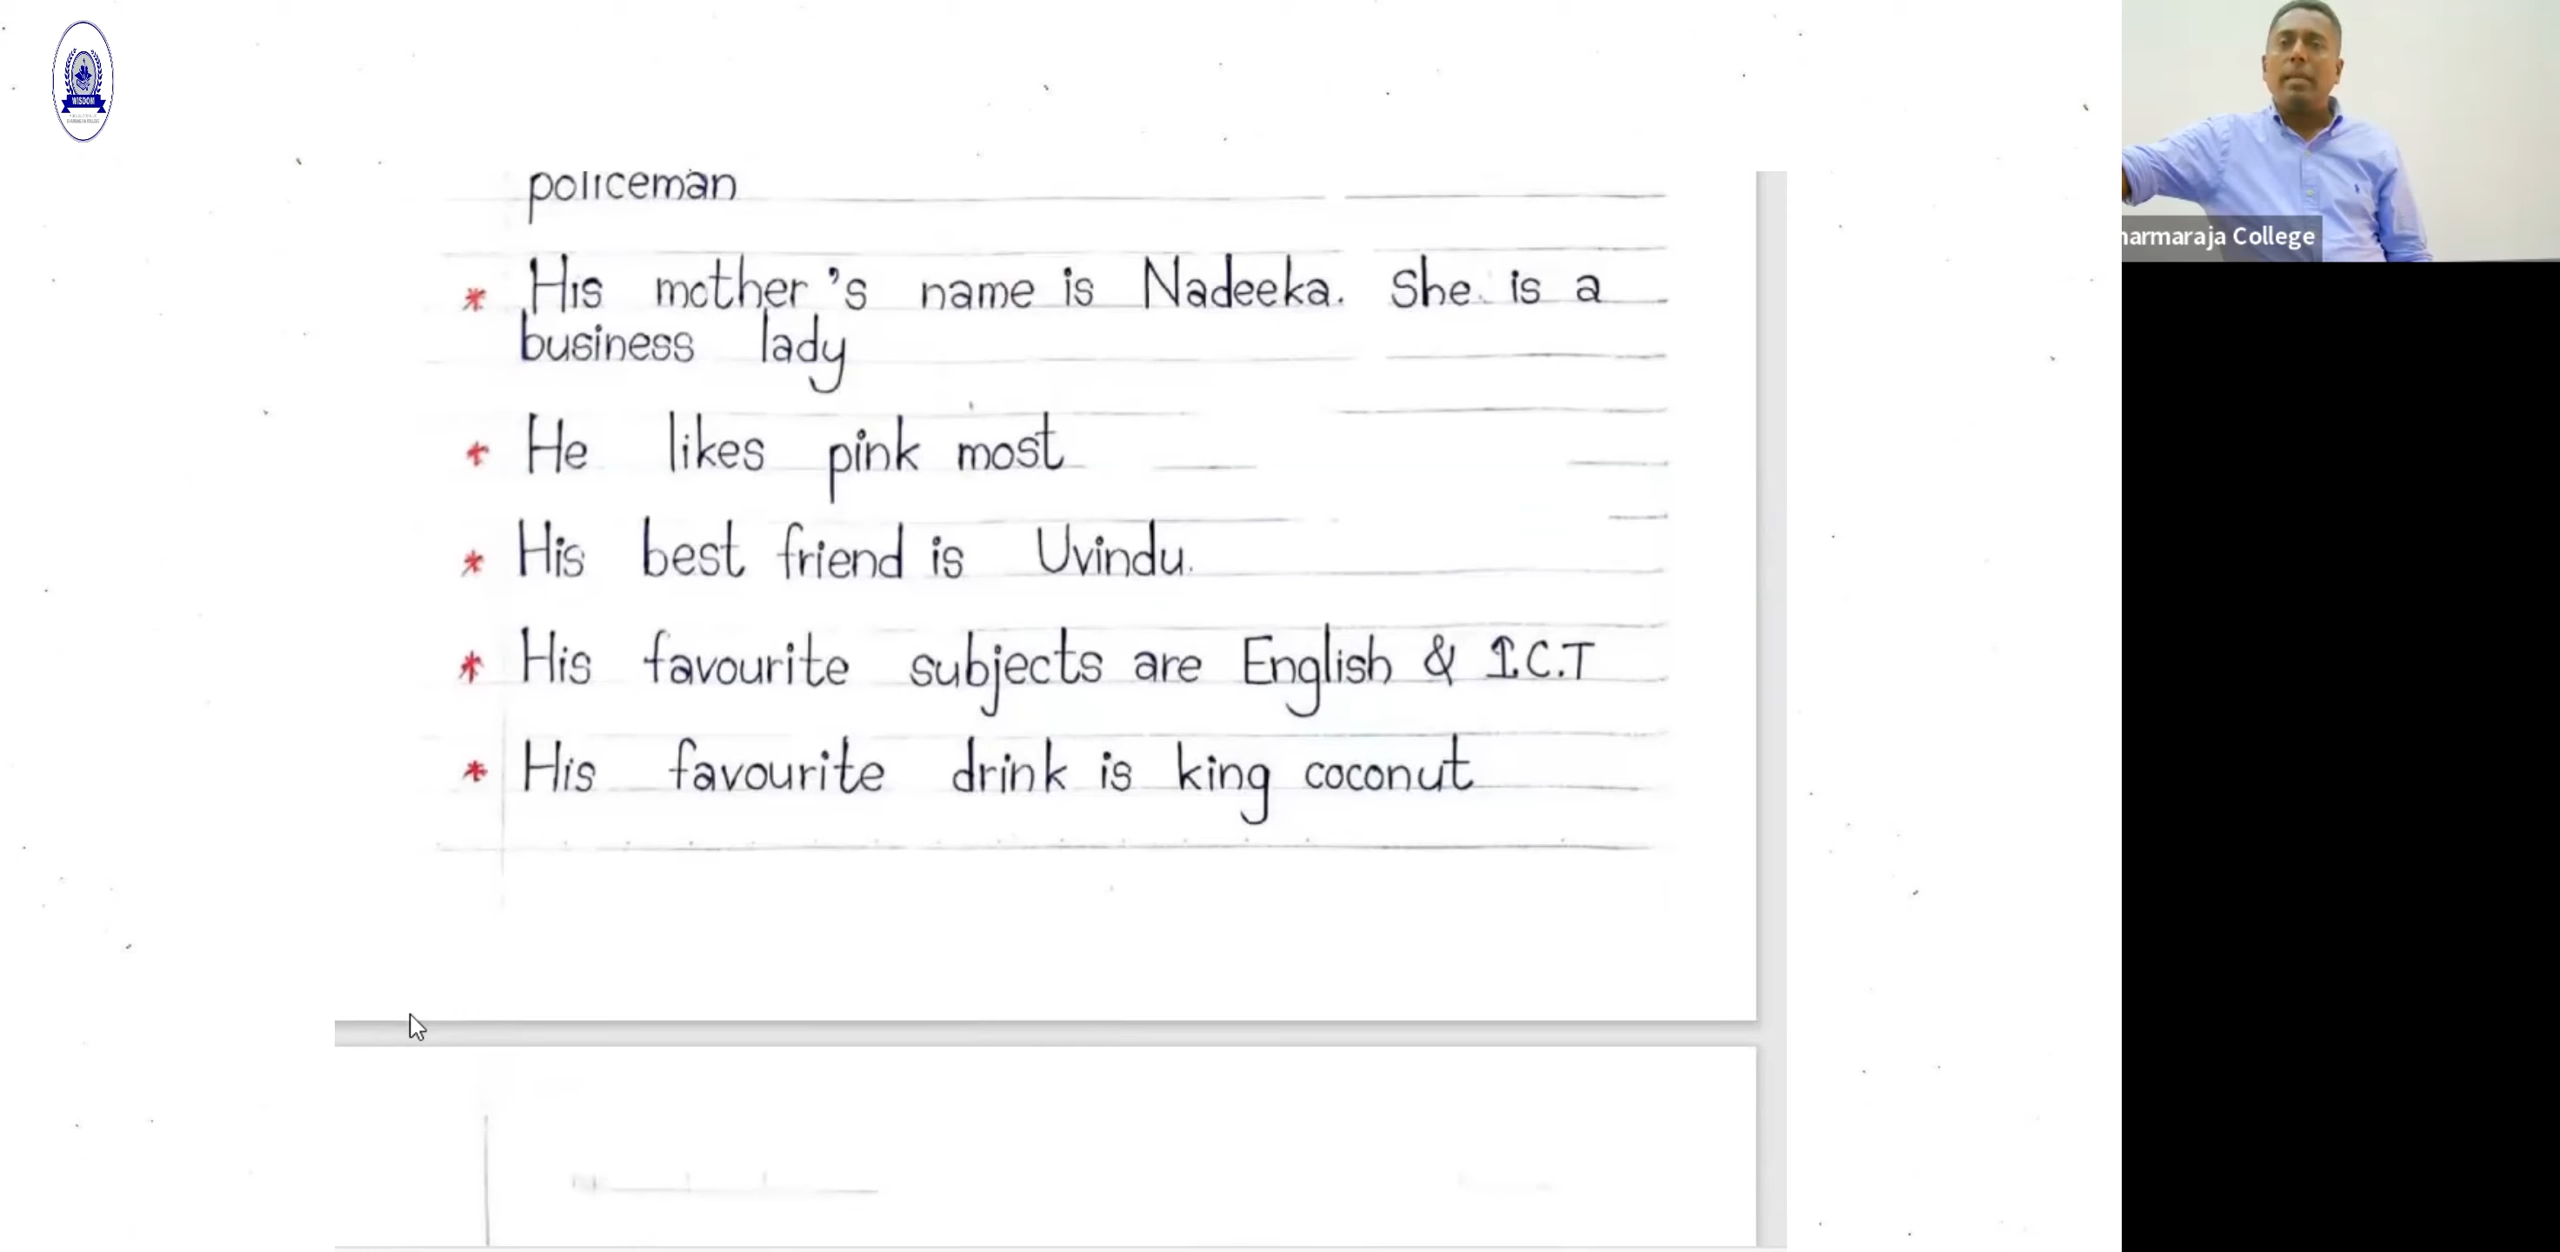 WISDOM
policeman
* His mother's name is Nadeeka. She is a
business lady
* He likes pink most
* His best friend is Uvindu.
* His favourite subjects are English & I.C.T
* His favourite drink is king coconut
harmaraja College